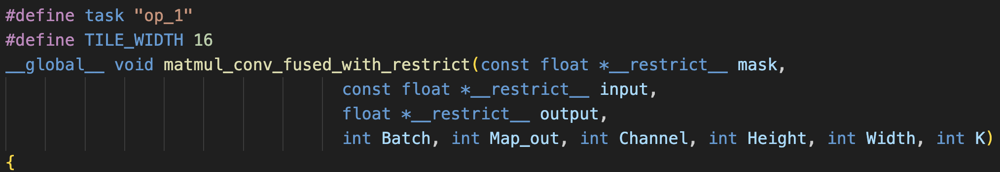 #define task "op_1"
#define TILE_WIDTH 16
__global__ void matmul_conv_fused_with_restrict(const float *__restrict__ mask,
const float *__restrict__ input,
float *__restrict__ output,
int Batch, int Map_out, int Channel, int Height, int Width, int K)
{